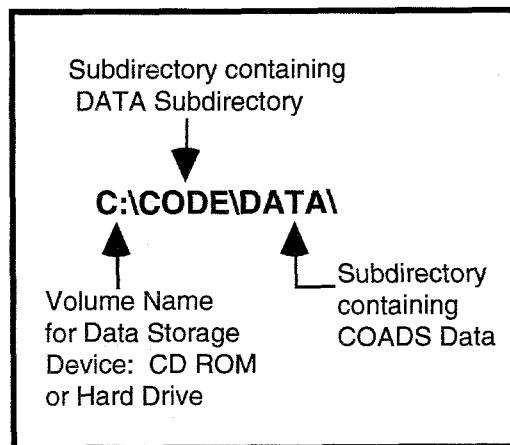 Subdirectory containing
DATA Subdirectory
C:\CODE\DATA\
Volume Name
for Data Storage
Device: CD ROM
or Hard Drive
Subdirectory
containing
COADS Data